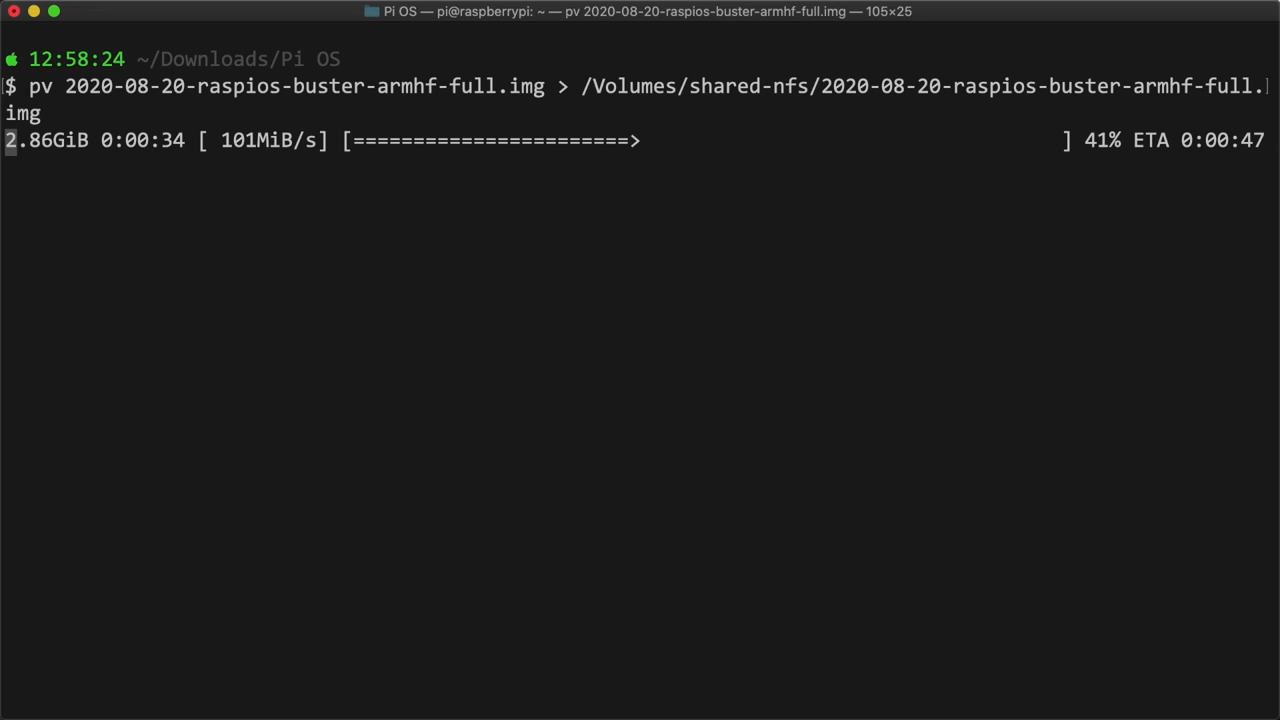 Pi OS — pi@raspberrypi: ~ — pv 2020-08-20-raspios-buster-armhf-full.img — 105×25
12:58:24 ~/Downloads/Pi OS
$ pv 2020-08-20-raspios-buster-armhf-full.img > /Volumes/shared-nfs/2020-08-20-raspios-buster-armhf-full.
img
2.86GiB 0:00:34 [ 101MiB/s] [=======================>                                   ] 41% ETA 0:00:47